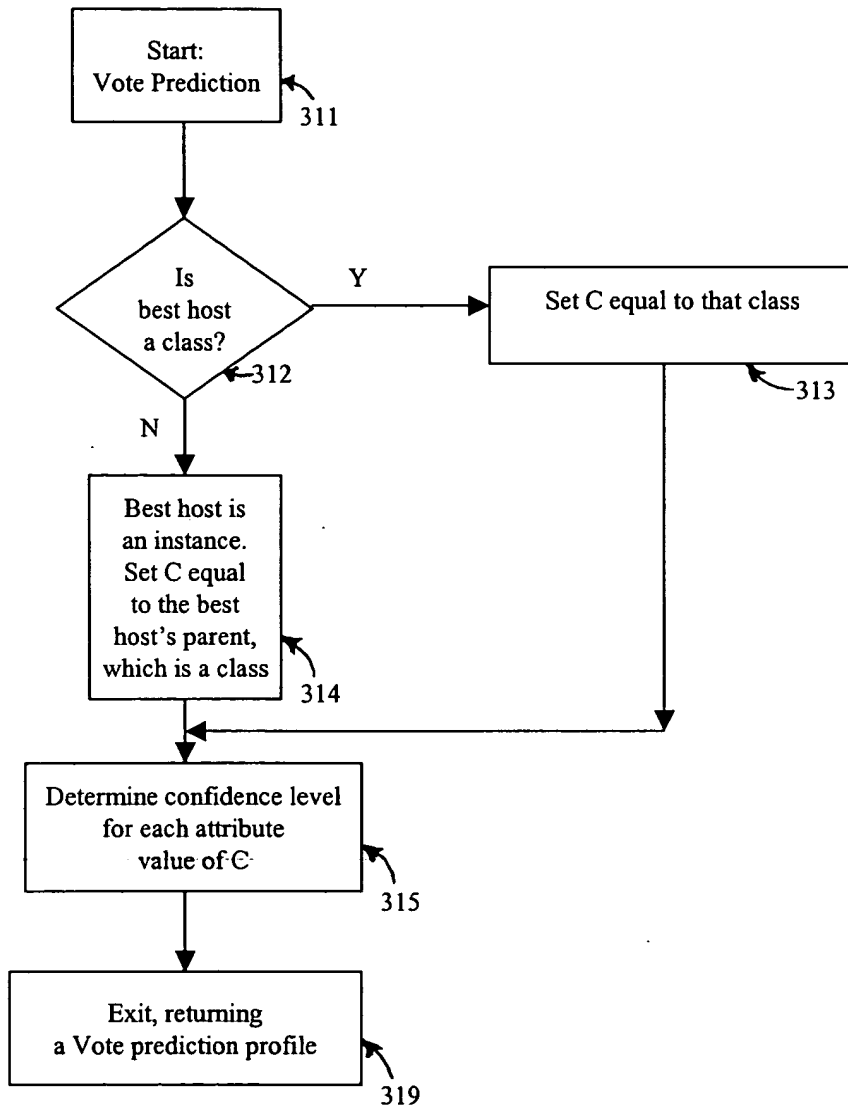 Start:
Vote Prediction
311
Is
best host
a class?
312
Y
Set C equal to that class
313
N
Best host is
an instance.
Set C equal
to the best
host's parent,
which is a class
314
Determine confidence level
for each attribute
value of C
315
Exit, returning
a Vote prediction profile
319